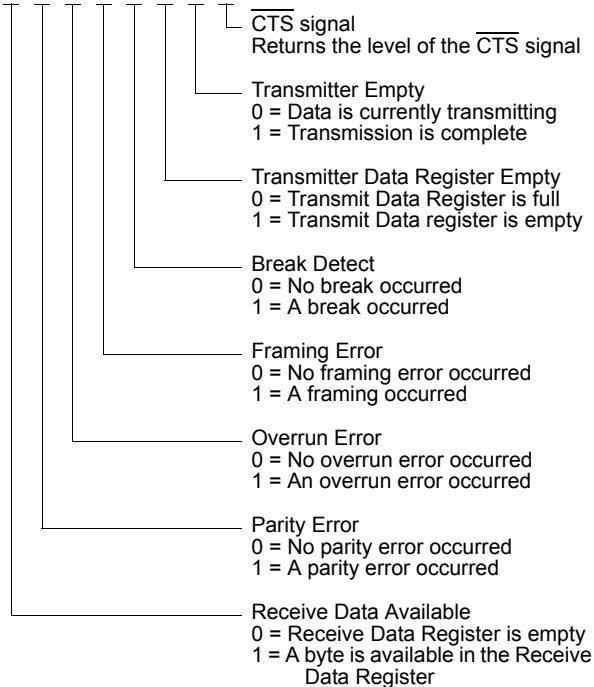 CTS signal
Returns the level of the CTS signal
Transmitter Empty
0 = Data is currently transmitting
1 = Transmission is complete
Transmitter Data Register Empty
0 = Transmit Data Register is full
1 = Transmit Data register is empty
Break Detect
0 = No break occurred
1 = A break occurred
Framing Error
0 = No framing error occurred
1 = A framing occurred
Overrun Error
0 = No overrun error occurred
1 = An overrun error occurred
Parity Error
0 = No parity error occurred
1 = A parity error occurred
Receive Data Available
0 = Receive Data Register is empty
1 = A byte is available in the Receive
Data Register